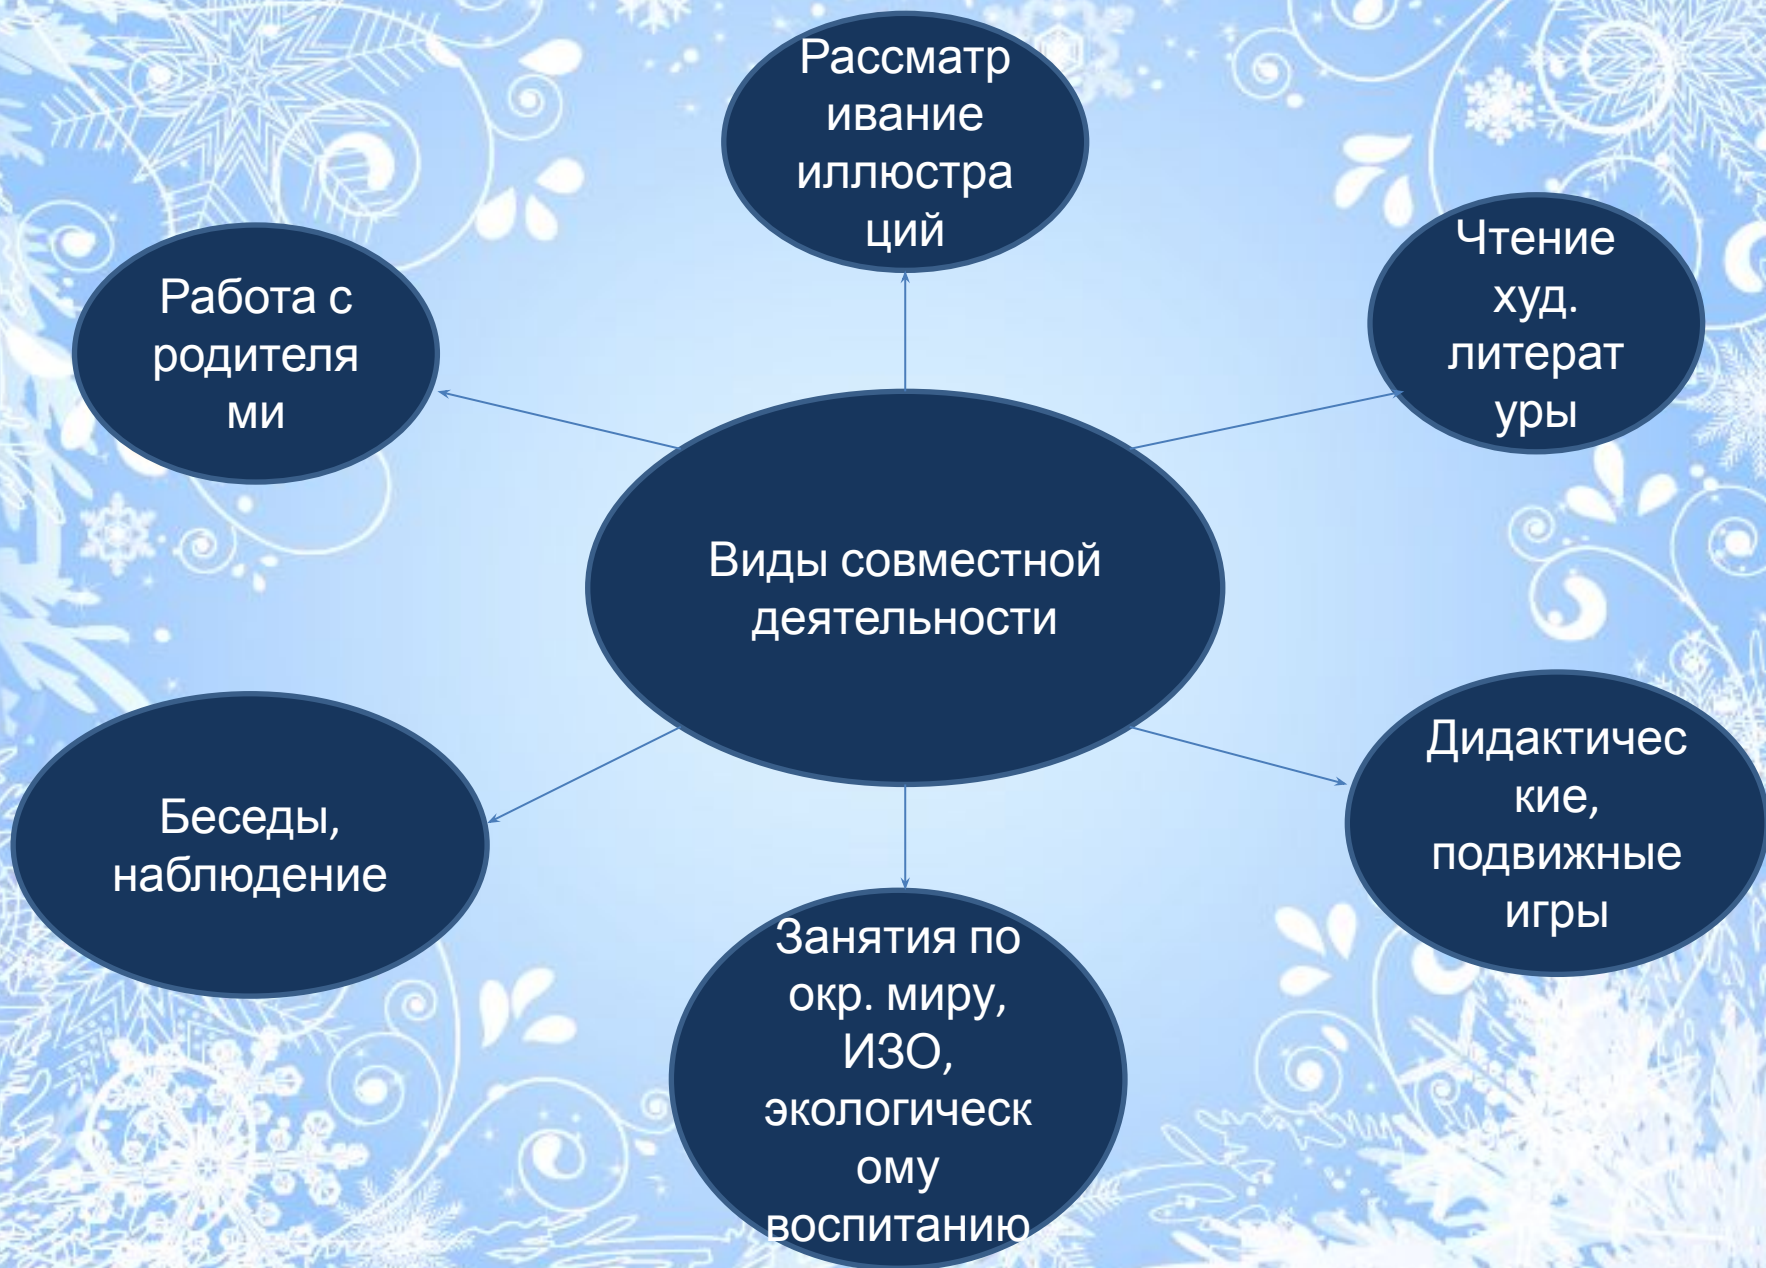 Рассматр
ивание
иллюстра
ций
Чтение
худ.
литерат
уры
Работа с
родителя
ми
Виды совместной
деятельности
Дидактичес
кие,
подвижные
игры
Беседы,
наблюдение
Занятия по
окр. миру,
ИЗО,
экологическ
ому
воспитанию